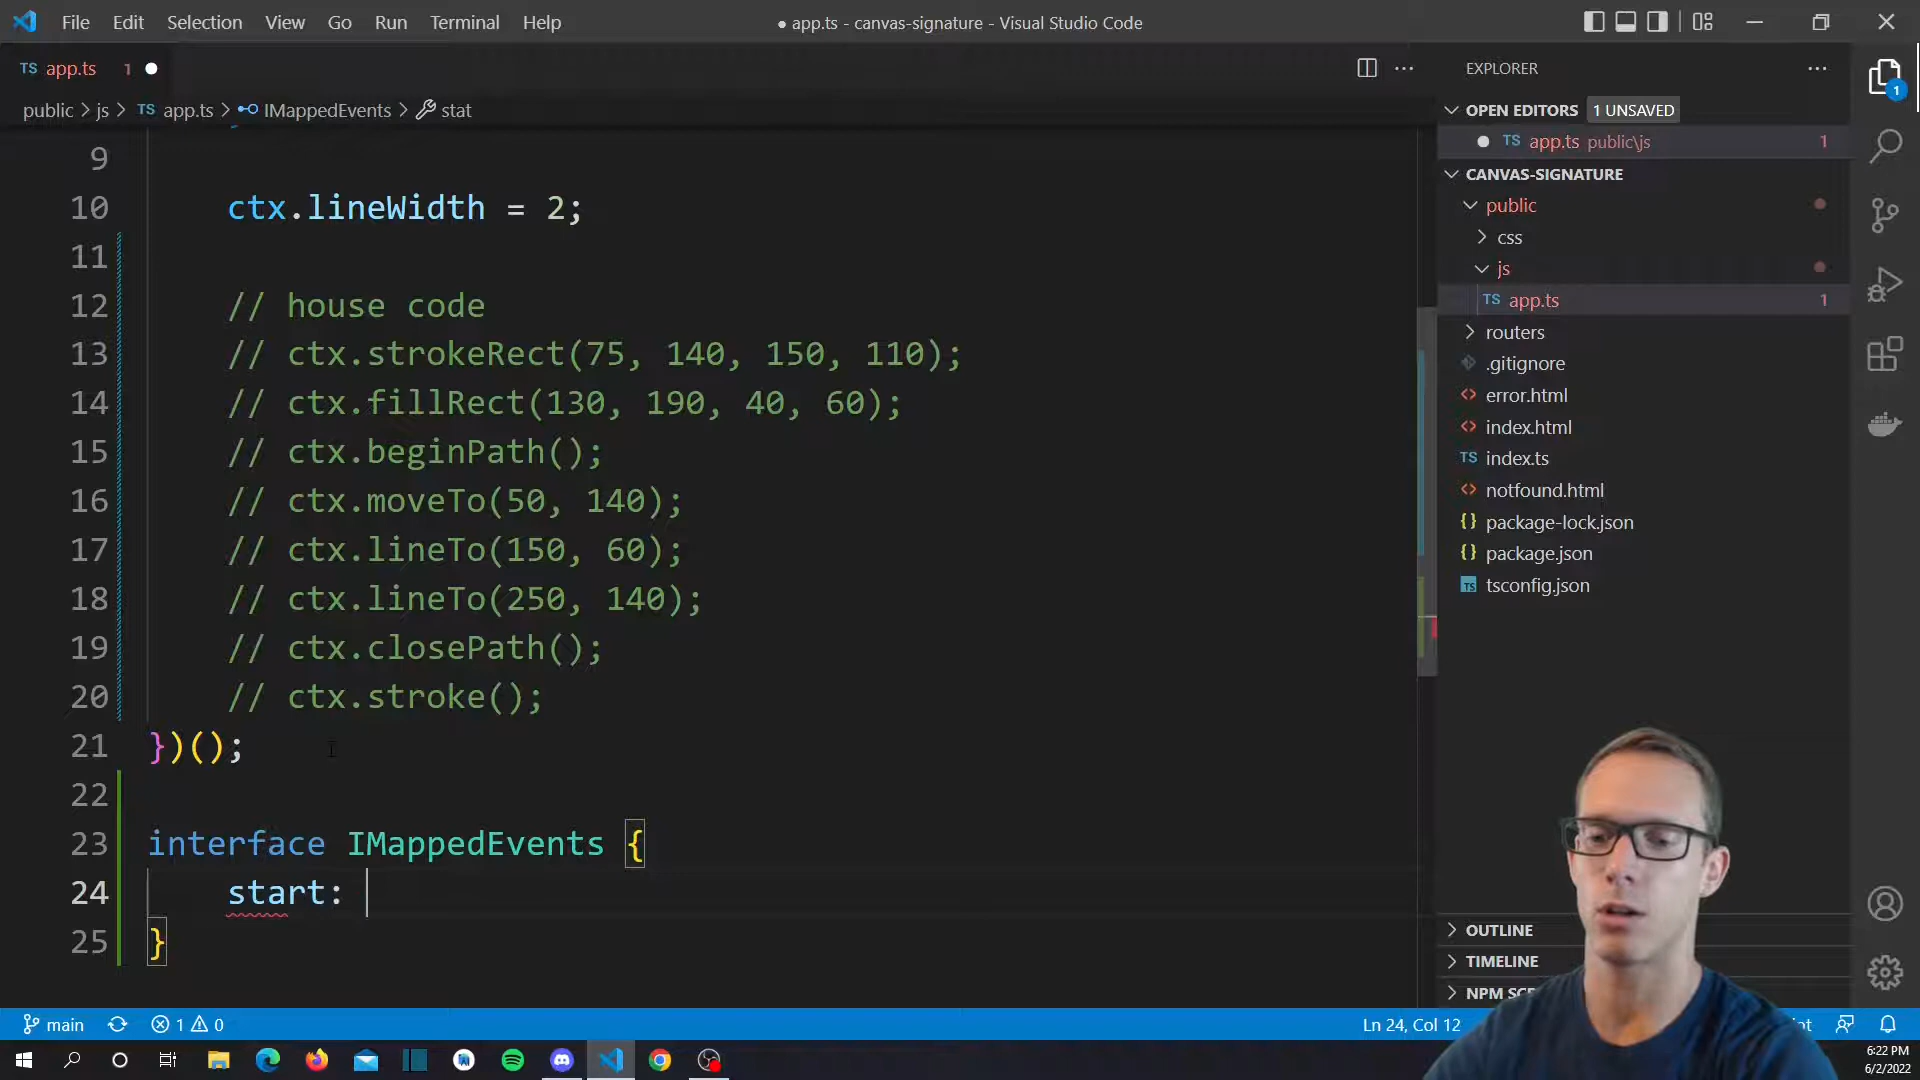 File Edit Selection View Go Run Terminal Help
● app.ts - canvas-signature - Visual Studio Code
TS app.ts 1 ●
EXPLORER
public > js > TS app.ts > IMappedEvents > stat
OPEN EDITORS 1 UNSAVED
● TS app.ts public\js 1
CANVAS-SIGNATURE
public
css
js
TS app.ts 1
routers
.gitignore
error.html
index.html
TS index.ts
notfound.html
{} package-lock.json
{} package.json
TS tsconfig.json
OUTLINE
TIMELINE
NPM SC
1
9
10 ctx.lineWidth = 2;
11
12 // house code
13 // ctx.strokeRect(75, 140, 150, 110);
14 // ctx.fillRect(130, 190, 40, 60);
15 // ctx.beginPath();
16 // ctx.moveTo(50, 140);
17 // ctx.lineTo(150, 60);
18 // ctx.lineTo(250, 140);
19 // ctx.closePath();
20 // ctx.stroke();
21 })();
22
23 interface IMappedEvents {
24 start:
25 }
main 1 0
Ln 24, Col 12
6:22 PM
6/2/2022